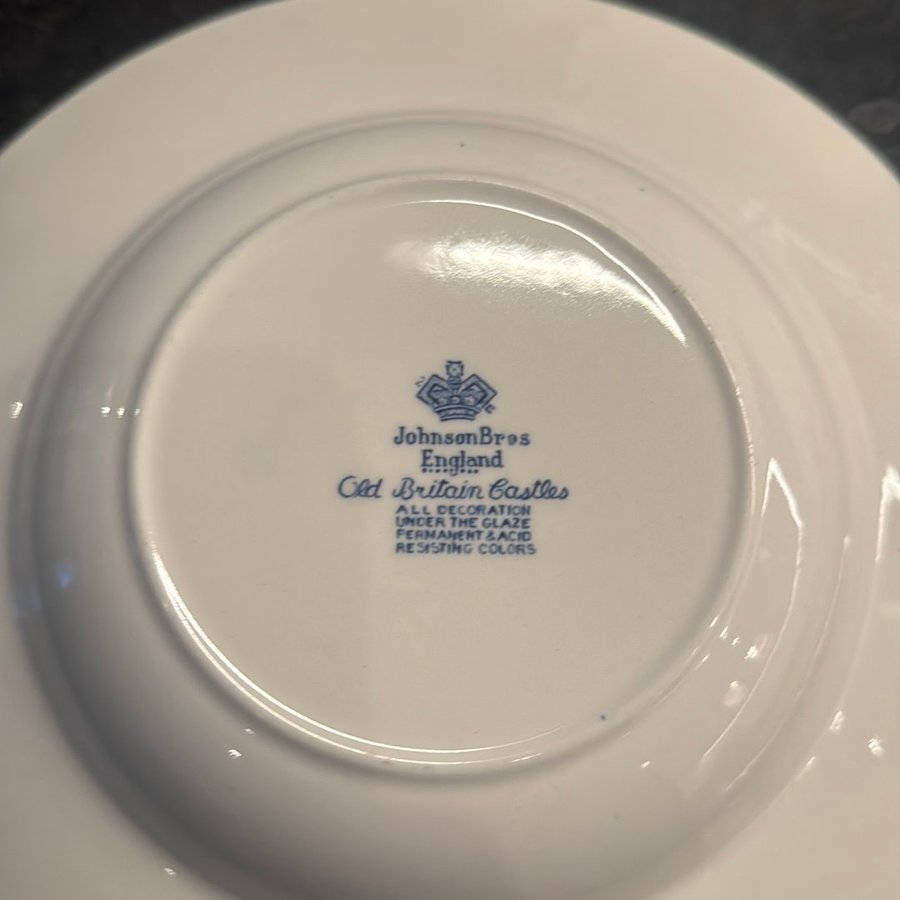 JohnsonBros
England
Old Britain Castles
ALL DECORATION
UNDER THE GLAZE
PERMANENT & ACID
RESISTING COLORS